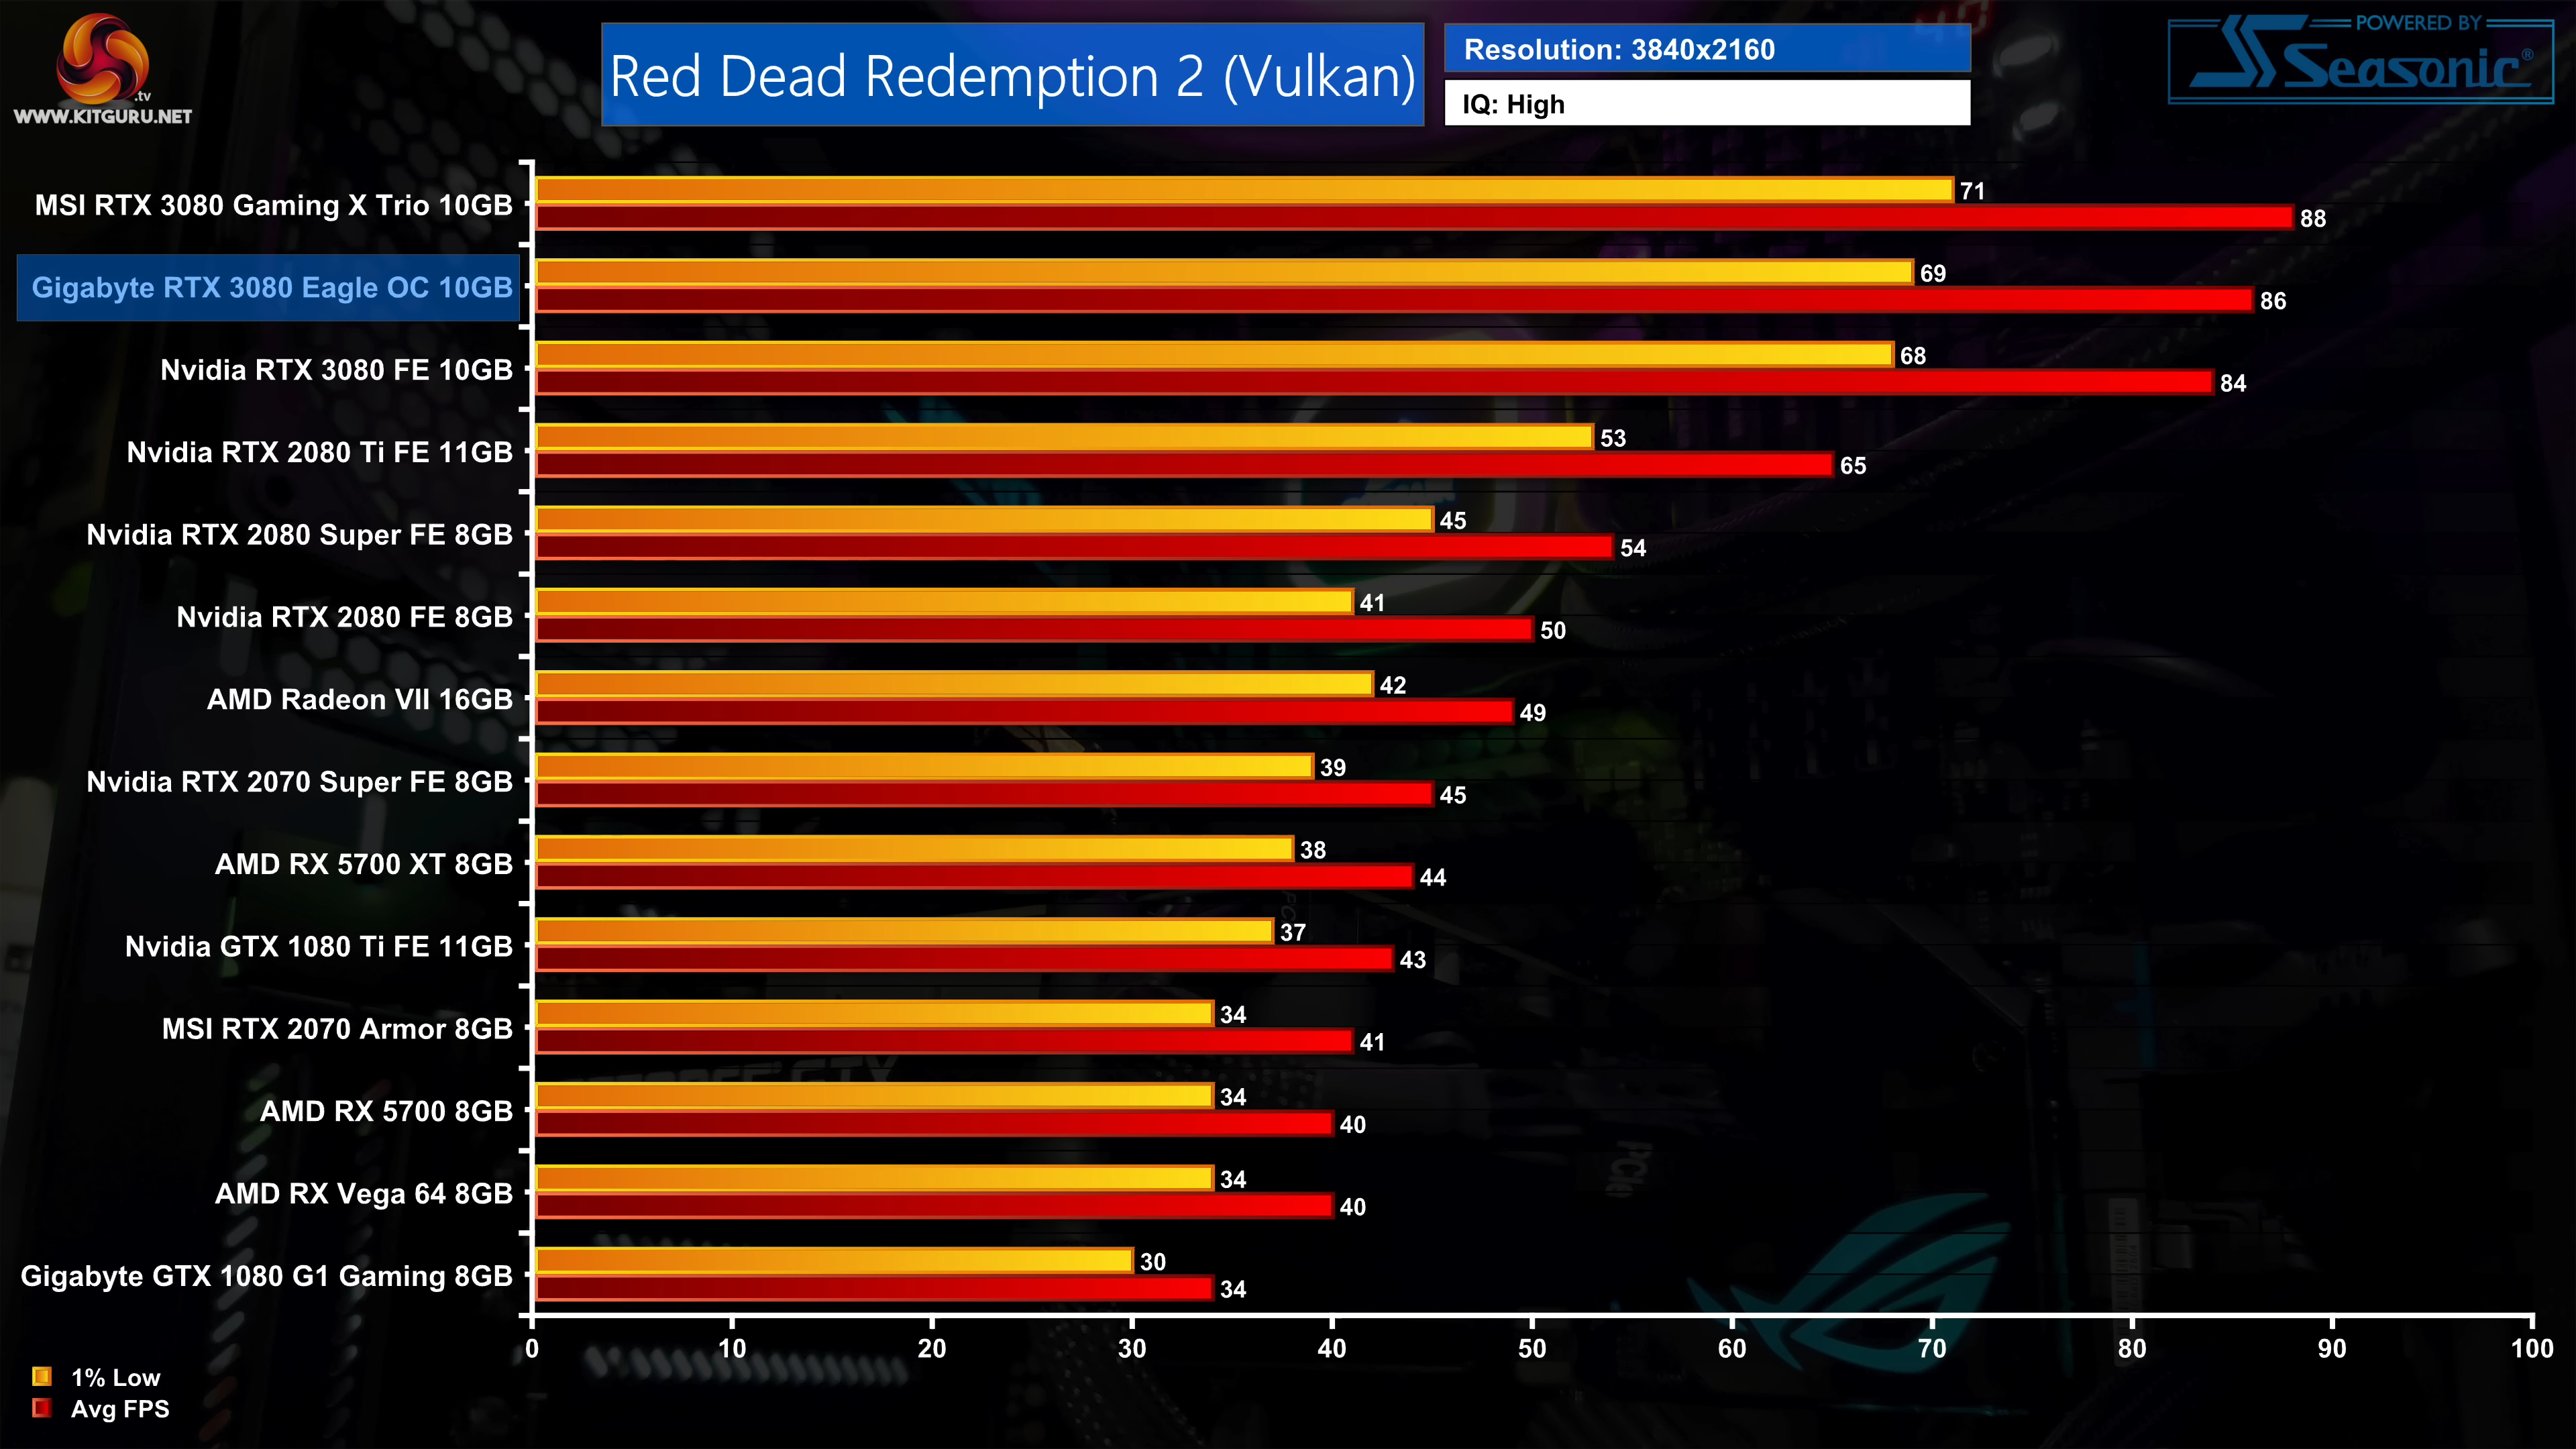 .tv
WWW.KITGURU.NET
Red Dead Redemption 2 (Vulkan)
Resolution: 3840x2160
IQ: High
POWERED BY
Seasonic®
MSI RTX 3080 Gaming X Trio 10GB
71
88
Gigabyte RTX 3080 Eagle OC 10GB
69
86
Nvidia RTX 3080 FE 10GB
68
84
Nvidia RTX 2080 Ti FE 11GB
53
65
Nvidia RTX 2080 Super FE 8GB
45
54
Nvidia RTX 2080 FE 8GB
41
50
AMD Radeon VII 16GB
42
49
Nvidia RTX 2070 Super FE 8GB
39
45
AMD RX 5700 XT 8GB
38
44
Nvidia GTX 1080 Ti FE 11GB
37
43
MSI RTX 2070 Armor 8GB
34
41
AMD RX 5700 8GB
34
40
AMD RX Vega 64 8GB
34
40
Gigabyte GTX 1080 G1 Gaming 8GB
30
34
0 10 20 30 40 50 60 70 80 90 100
1% Low
Avg FPS